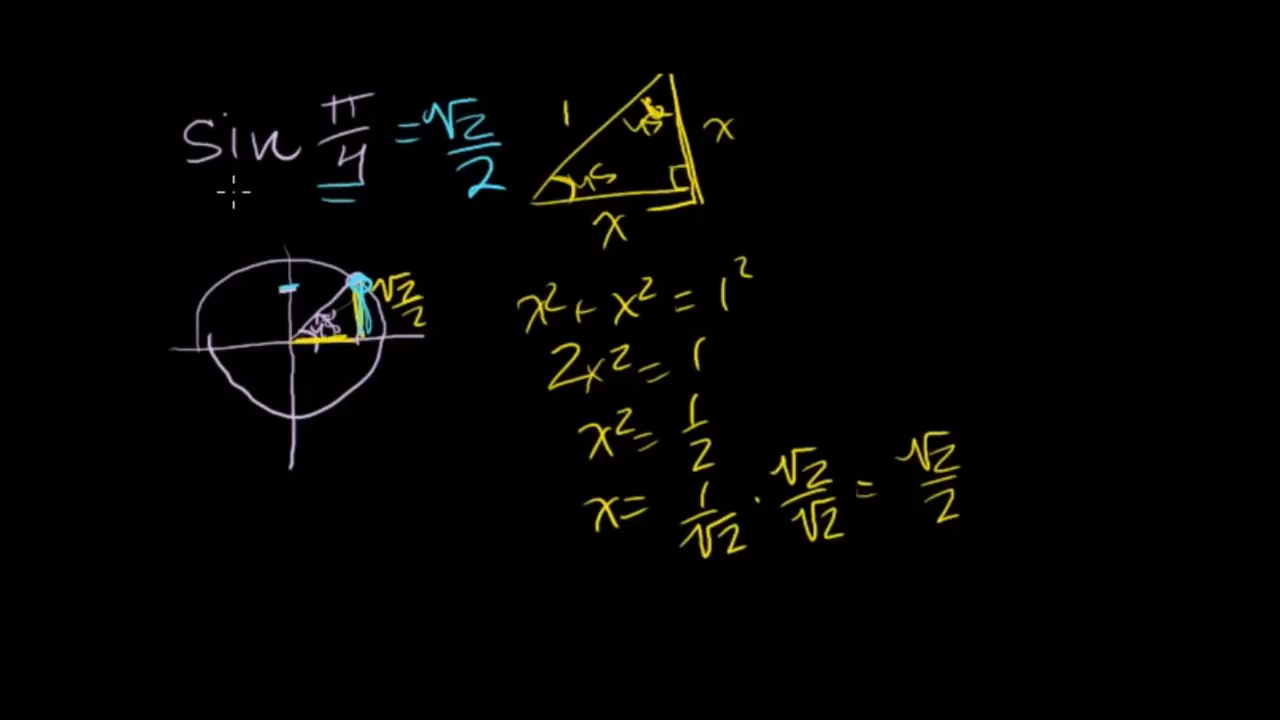 sin π/4 = √2/2
1
x
45
45
x
√2/2
45
x² + x² = 1²
2x² = 1
x² = 1/2
x = 1/√2 · √2/√2 = √2/2